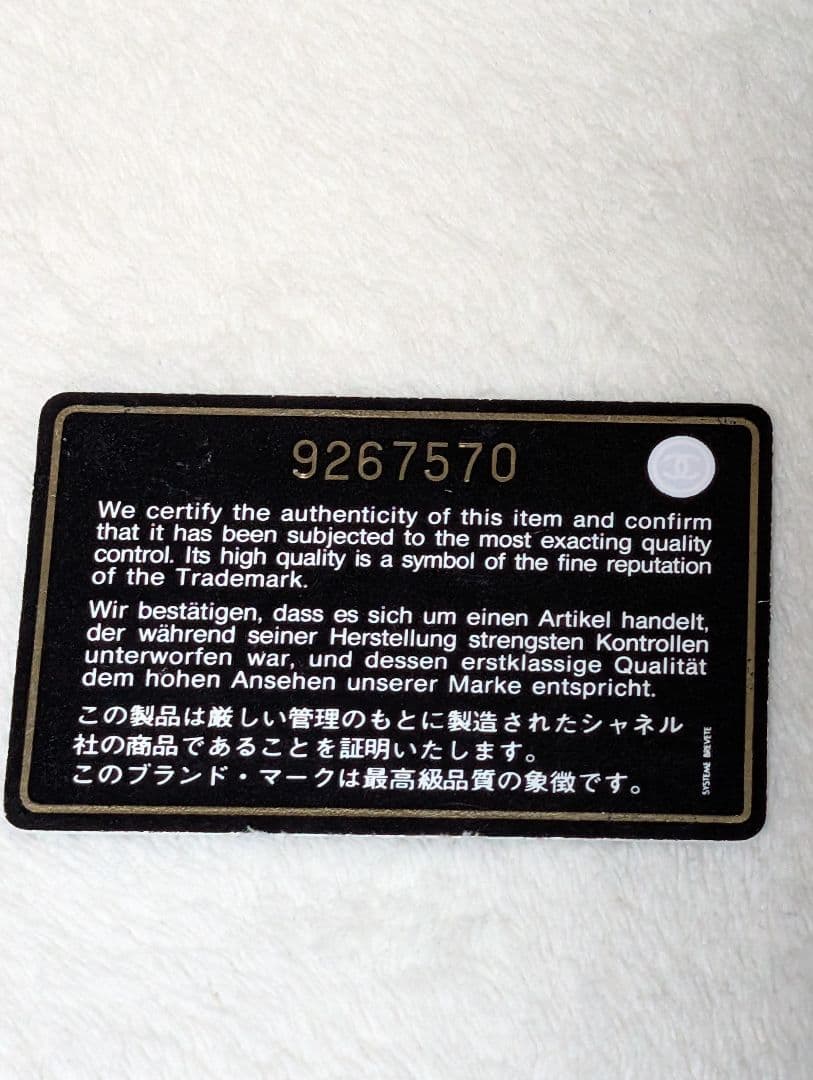 9267570
We certify the authenticity of this item and confirm
that it has been subjected to the most exacting quality
control. Its high quality is a symbol of the fine reputation
of the Trademark.
Wir bestätigen, dass es sich um einen Artikel handelt,
der während seiner Herstellung strengsten Kontrollen
unterworfen war, und dessen erstklassige Qualität
dem hohen Ansehen unserer Marke entspricht.
この製品は厳しい管理のもとに製造されたシャネル
社の商品であることを証明いたします。
このブランド・マークは最高級品質の象徴です。
SYSTEME BREVETE